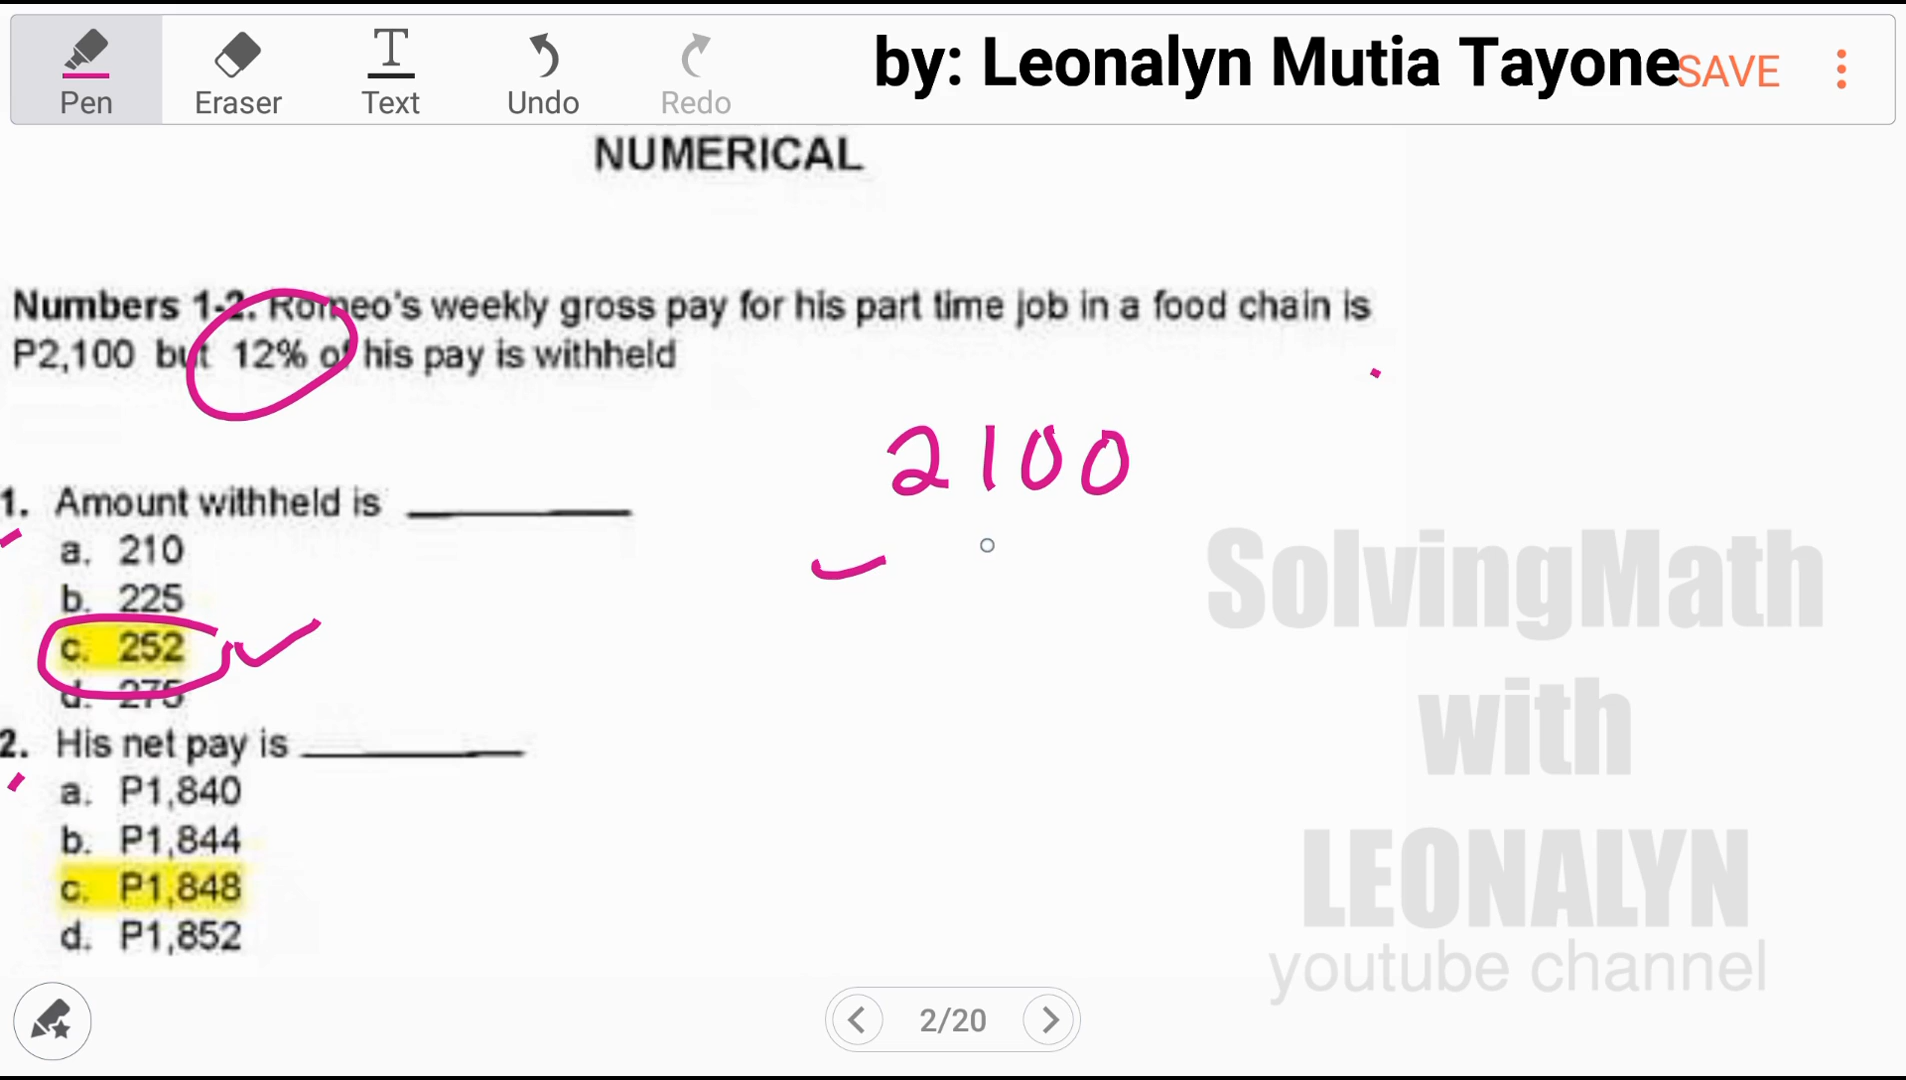 by: Leonalyn Mutia Tayone
SAVE
Pen
Eraser
Text
Undo
Redo
NUMERICAL
Numbers 1-2. Romeo's weekly gross pay for his part time job in a food chain is
P2,100 but 12% of his pay is withheld
2100
1. Amount withheld is __________
a. 210
b. 225
c. 252
d. 275
2. His net pay is __________
a. P1,840
b. P1,844
c. P1,848
d. P1,852
SolvingMath
with
LEONALYN
youtube channel
2/20